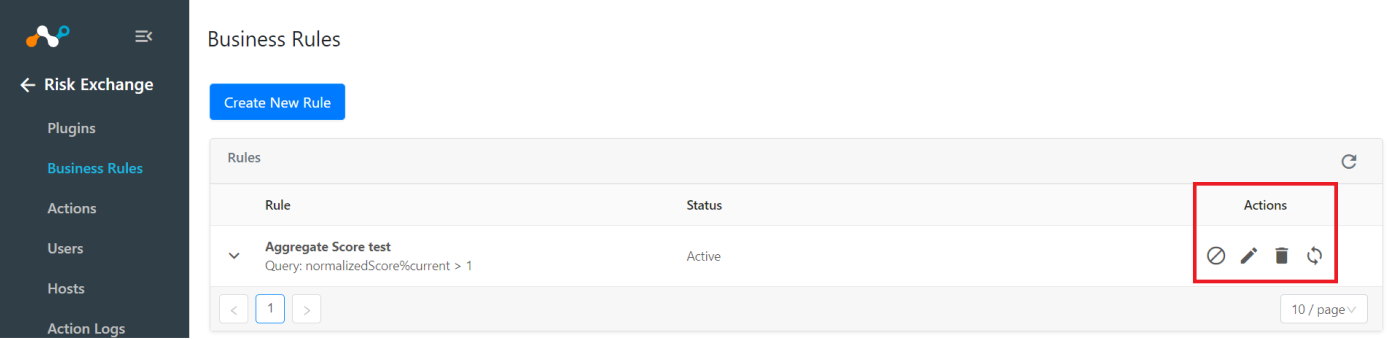 Business Rules
Risk Exchange
Create New Rule
Plugins
Business Rules
Actions
Users
Hosts
Action Logs
Rules
Rule Status Actions
Aggregate Score test
Query: normalizedScore%current > 1
Active
< 1 >
10 / page